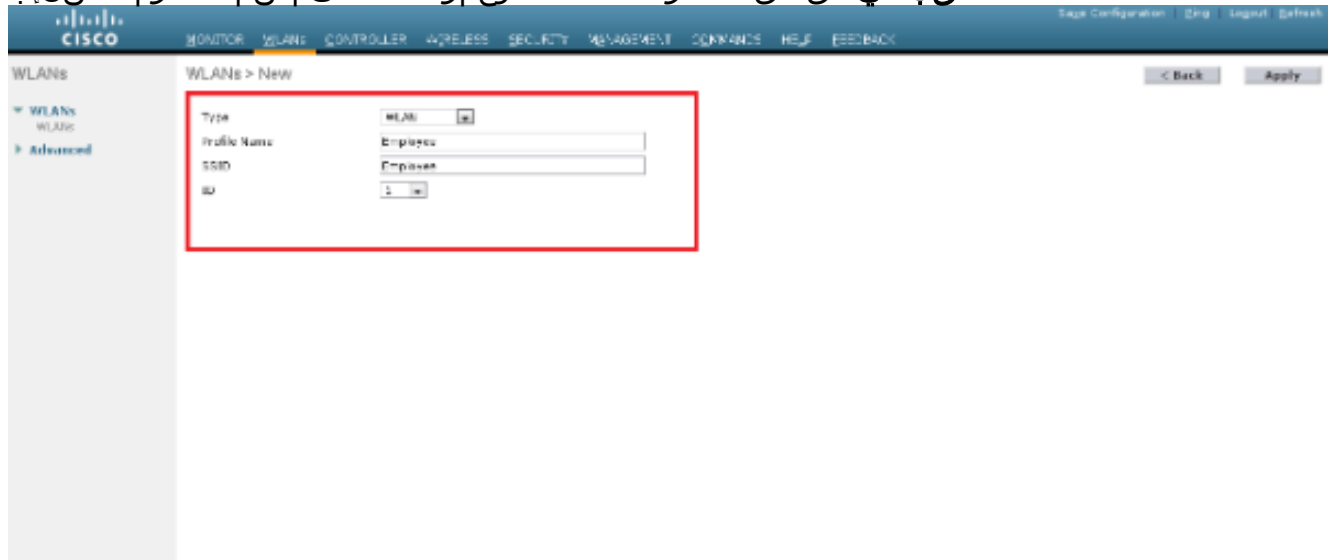 Save Configuration | Ping | Logout Refresh
CISCO
MONITOR WLANs CONTROLLER WIRELESS SECURITY MANAGEMENT COMMANDS HELP FEEDBACK
WLANs
WLANs > New
< Back Apply
WLANs
WLANs
Advanced
Type WLAN
Profile Name Employee
SSID Employee
ID 1